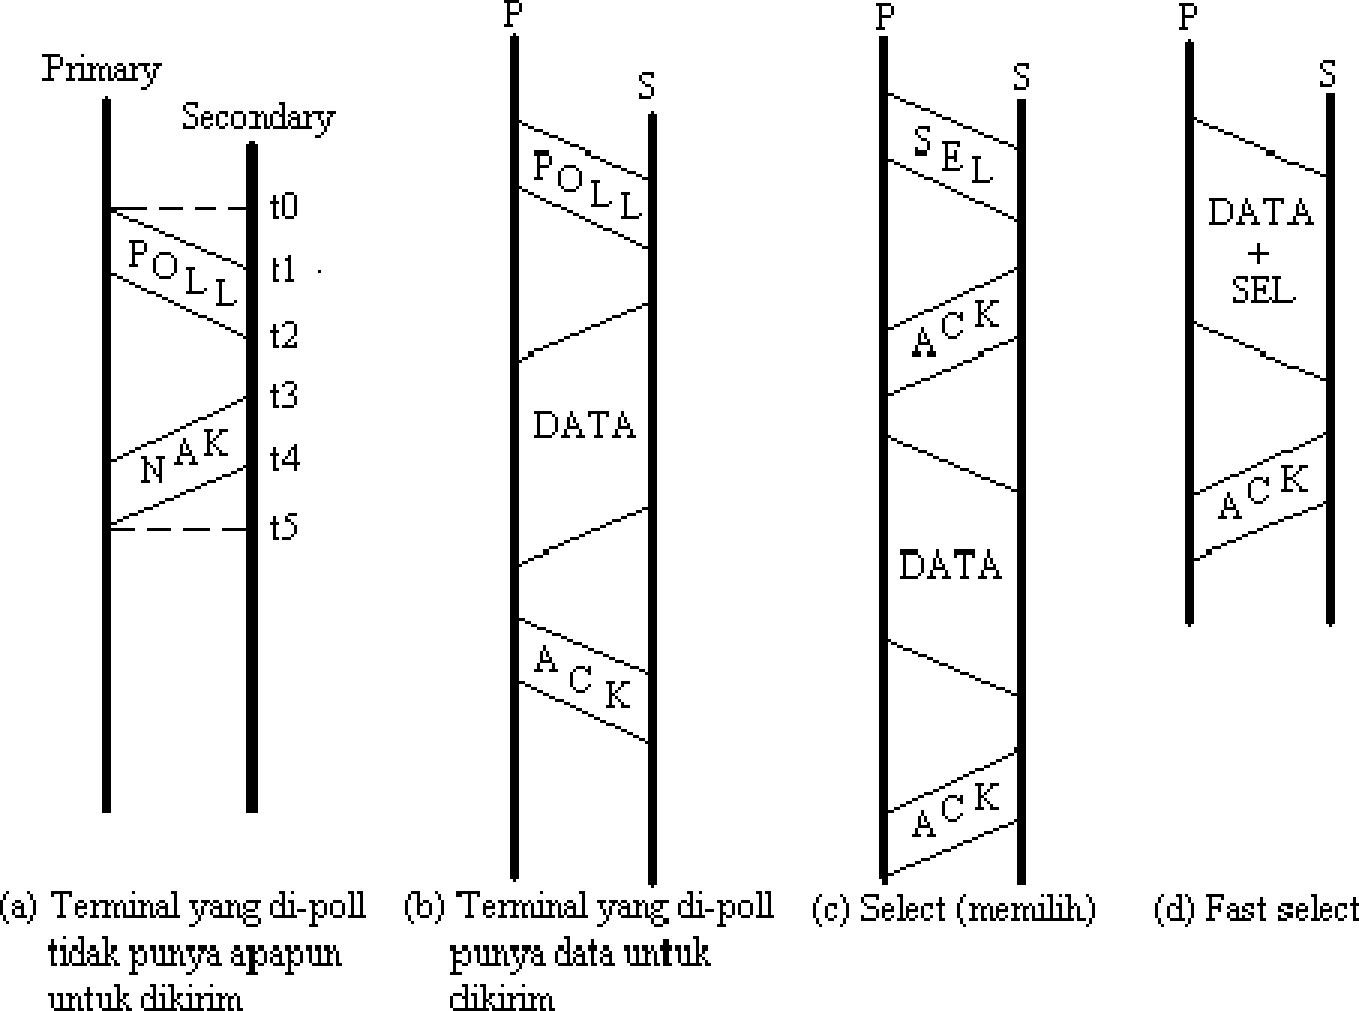 Primary
Secondary
t0
POLL
t1
t2
t3
NAK
t4
t5
(a) Terminal yang di-poll
tidak punya apapun
untuk dikirim
P
S
POLL
DATA
ACK
(b) Terminal yang di-poll
punya data untuk
dikirim
P
S
SEL
ACK
DATA
ACK
(c) Select (memilih)
P
S
DATA
+
SEL
ACK
(d) Fast select